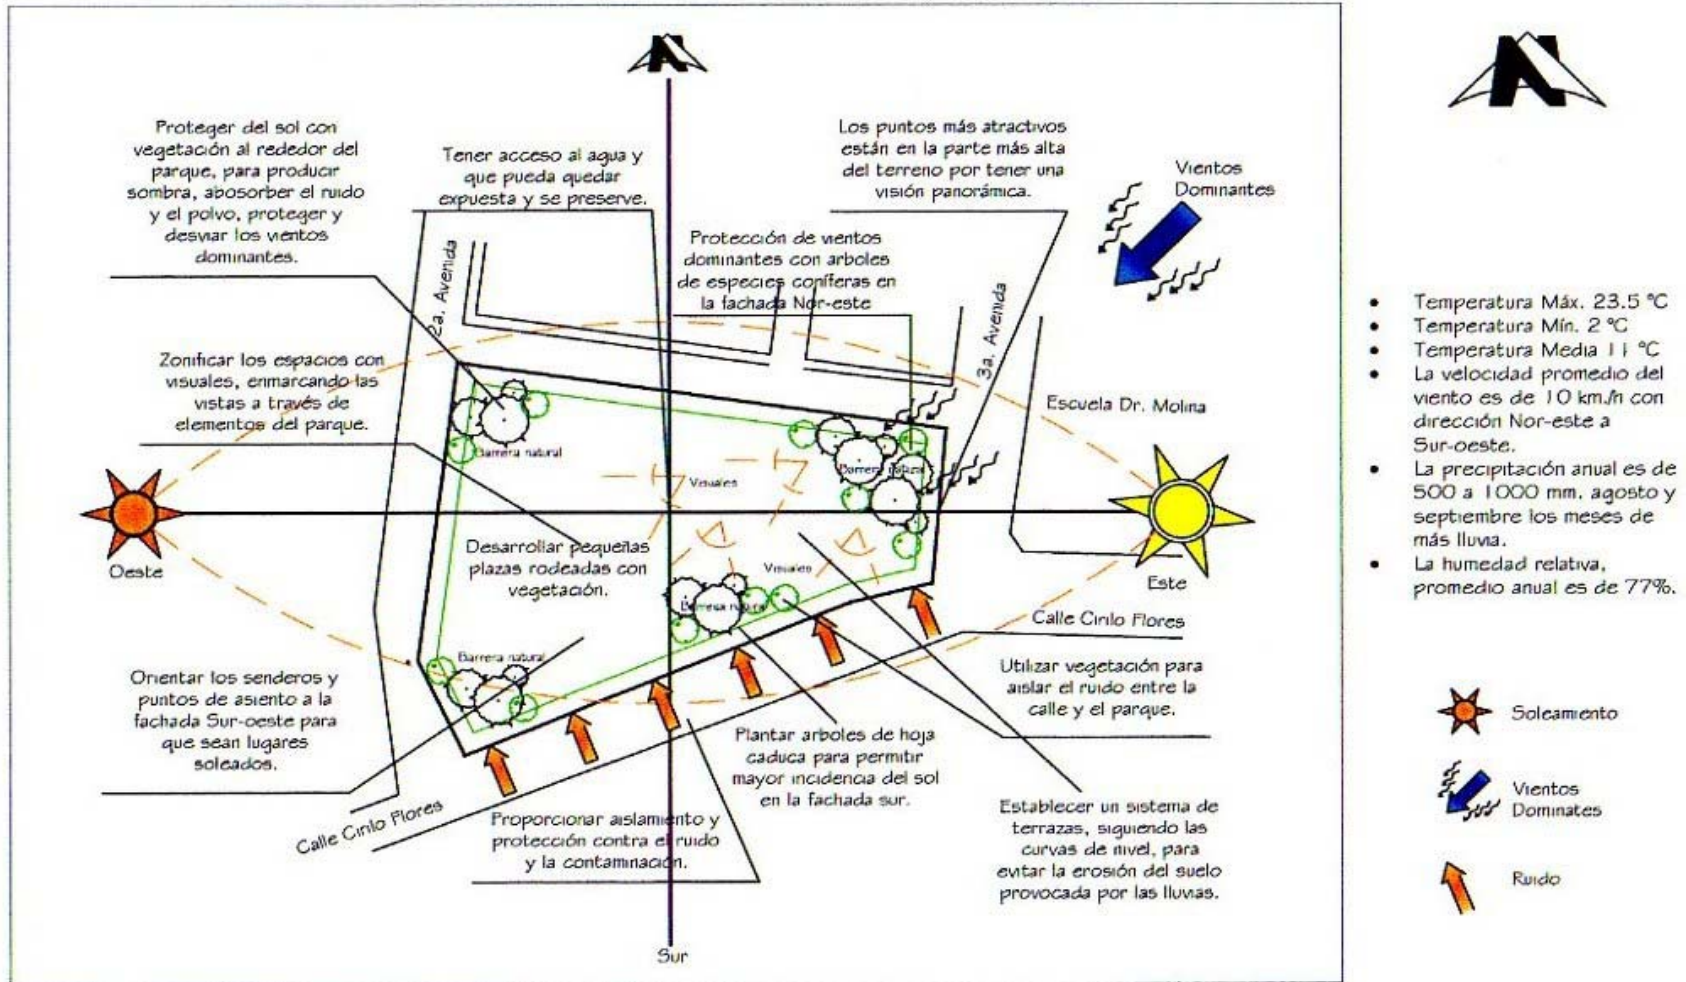 N
Proteger del sol con
vegetación al rededor del
parque, para producir
sombra, abosorber el ruido
y el polvo, proteger y
desviar los vientos
dominantes.
Tener acceso al agua y
que pueda quedar
expuesta y se preserve.
Los puntos más atractivos
están en la parte más alta
del terreno por tener una
visión panorámica.
Vientos
Dominantes
Protección de vientos
dominantes con arboles
de especies coníferas en
la fachada Nor-este
2a. Avenida
3a. Avenida
Zonificar los espacios con
visuales, enmarcando las
vistas a través de
elementos del parque.
Escuela Dr. Molina
Barrera natural
Visuales
Barrera natural
Oeste
Desarrollar pequeñas
plazas rodeadas con
vegetación.
Visuales
Este
Barrera natural
Calle Cirilo Flores
Barrera natural
Orientar los senderos y
puntos de asiento a la
fachada Sur-oeste para
que sean lugares
soleados.
Utilizar vegetación para
aislar el ruido entre la
calle y el parque.
Plantar arboles de hoja
caduca para permitir
mayor incidencia del sol
en la fachada sur.
Calle Cirilo Flores
Proporcionar aislamiento y
protección contra el ruido
y la contaminación.
Establecer un sistema de
terrazas, siguiendo las
curvas de nivel, para
evitar la erosión del suelo
provocada por las lluvias.
Sur
N
• Temperatura Máx. 23.5 °C
• Temperatura Mín. 2 °C
• Temperatura Media 11 °C
• La velocidad promedio del
viento es de 10 km./h con
dirección Nor-este a
Sur-oeste.
• La precipitación anual es de
500 a 1000 mm. agosto y
septiembre los meses de
más lluvia.
• La humedad relativa,
promedio anual es de 77%.
Soleamiento
Vientos
Dominates
Ruido